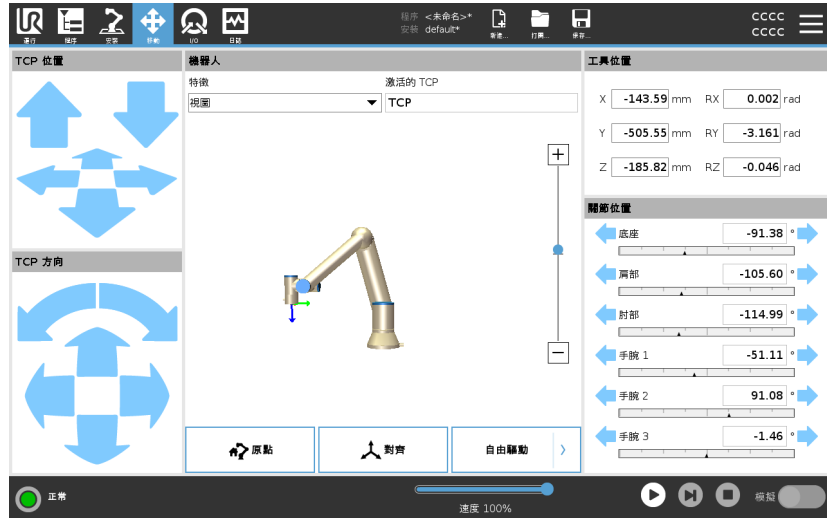 程序 <未命名>*
安装 default*
新建...
打開...
保存...
cccc
cccc
運行
程序
安裝
移動
I/O
日誌
TCP 位置
機器人
工具位置
特徵
激活的 TCP
視圖
TCP
X -143.59 mm RX 0.002 rad
Y -505.55 mm RY -3.161 rad
Z -185.82 mm RZ -0.046 rad
關節位置
底座 -91.38 °
肩部 -105.60 °
肘部 -114.99 °
手腕 1 -51.11 °
手腕 2 91.08 °
手腕 3 -1.46 °
TCP 方向
原點
對齊
自由驅動
正常
速度 100%
模擬